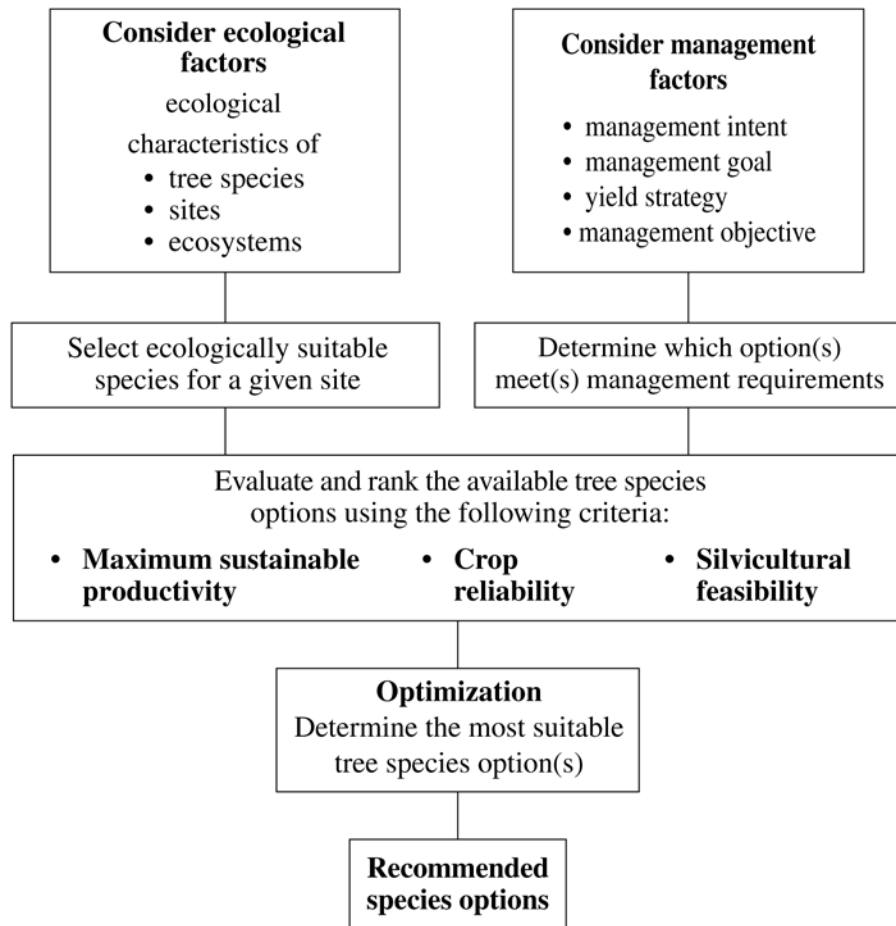 Consider ecological
factors
ecological
characteristics of
• tree species
• sites
• ecosystems
Consider management
factors
• management intent
• management goal
• yield strategy
• management objective
Select ecologically suitable
species for a given site
Determine which option(s)
meet(s) management requirements
Evaluate and rank the available tree species
options using the following criteria:
• Maximum sustainable
productivity
• Crop
reliability
• Silvicultural
feasibility
Optimization
Determine the most suitable
tree species option(s)
Recommended
species options